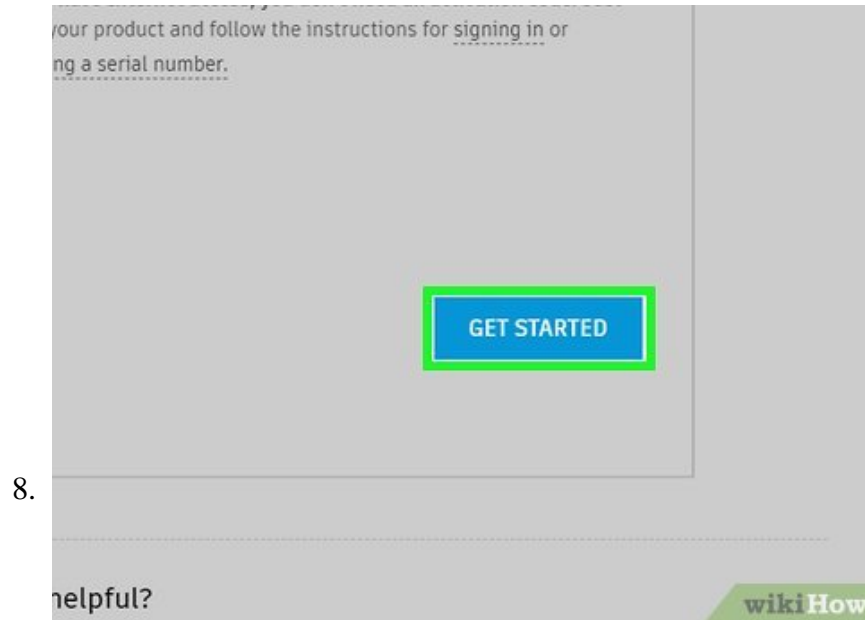 your product and follow the instructions for signing in or
ng a serial number.
GET STARTED
8.
helpful?
wikiHow